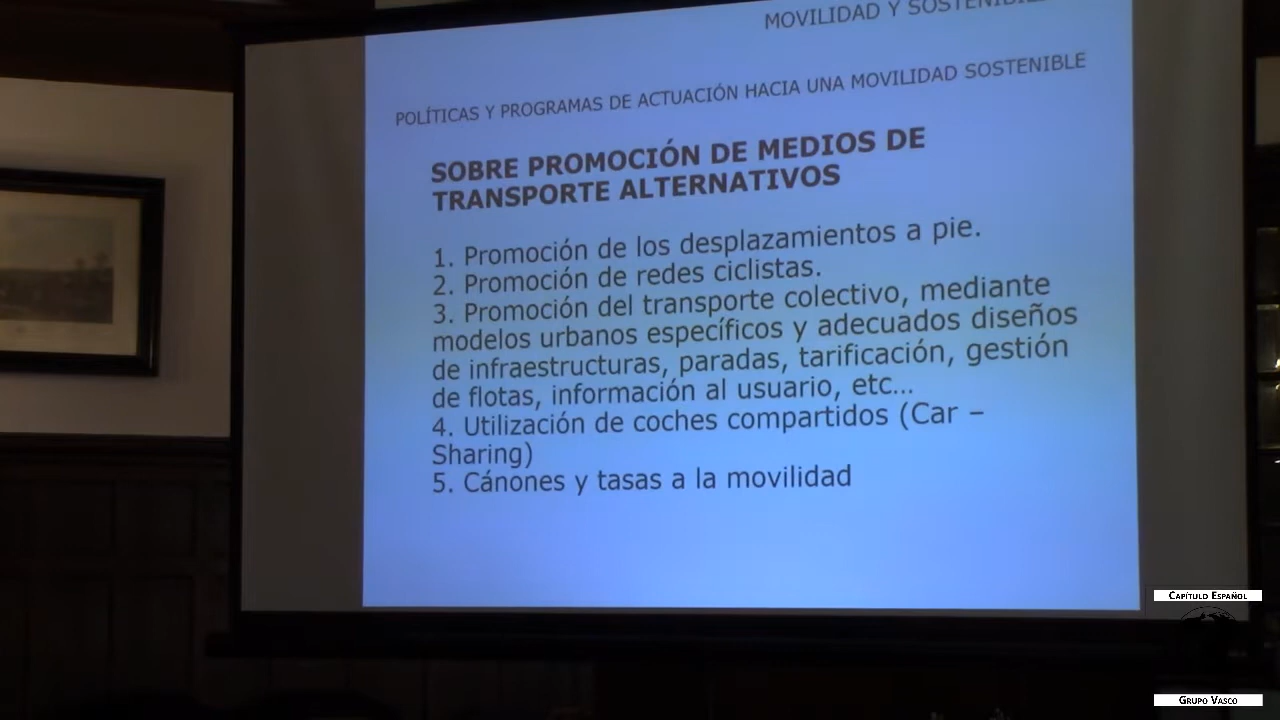 MOVILIDAD Y SOSTENIBILIDAD
POLÍTICAS Y PROGRAMAS DE ACTUACIÓN HACIA UNA MOVILIDAD SOSTENIBLE
SOBRE PROMOCIÓN DE MEDIOS DE
TRANSPORTE ALTERNATIVOS
1. Promoción de los desplazamientos a pie.
2. Promoción de redes ciclistas.
3. Promoción del transporte colectivo, mediante
modelos urbanos específicos y adecuados diseños
de infraestructuras, paradas, tarificación, gestión
de flotas, información al usuario, etc...
4. Utilización de coches compartidos (Car –
Sharing)
5. Cánones y tasas a la movilidad
Capítulo Español
Grupo Vasco